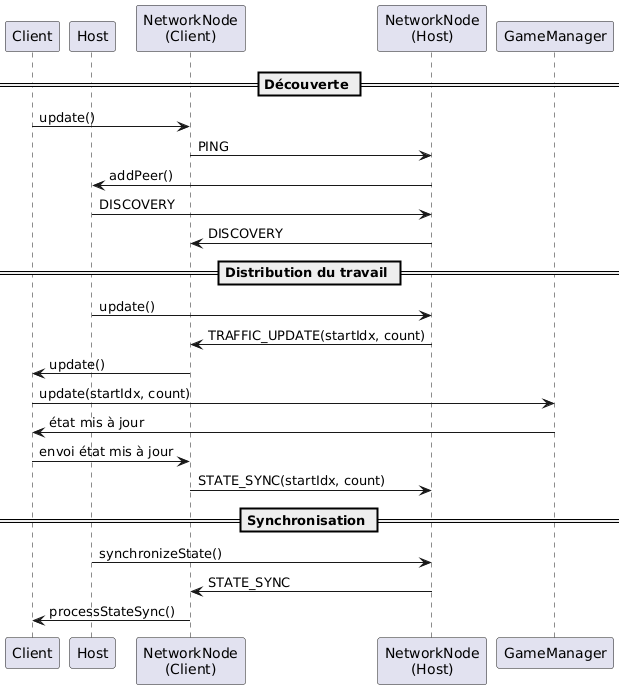 Client
Host
NetworkNode
(Client)
NetworkNode
(Host)
GameManager
Découverte
update()
PING
addPeer()
DISCOVERY
DISCOVERY
Distribution du travail
update()
TRAFFIC_UPDATE(startIdx, count)
update()
update(startIdx, count)
état mis à jour
envoi état mis à jour
STATE_SYNC(startIdx, count)
Synchronisation
synchronizeState()
STATE_SYNC
processStateSync()
Client
Host
NetworkNode
(Client)
NetworkNode
(Host)
GameManager